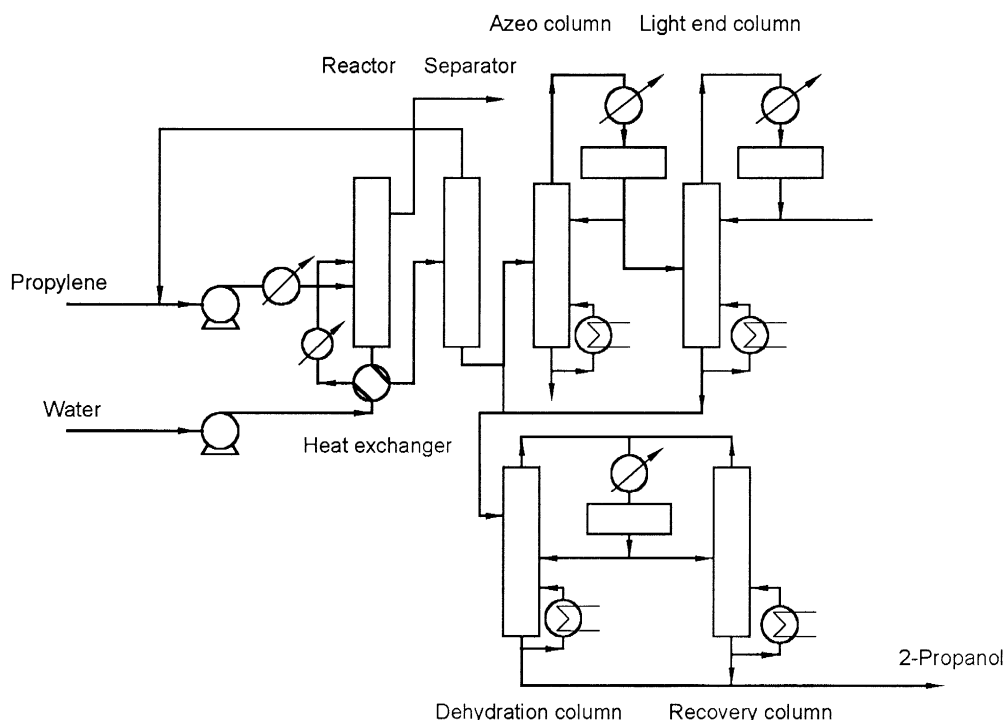 Azeo column
Light end column
Reactor
Separator
Propylene
Water
Heat exchanger
2-Propanol
Dehydration column
Recovery column